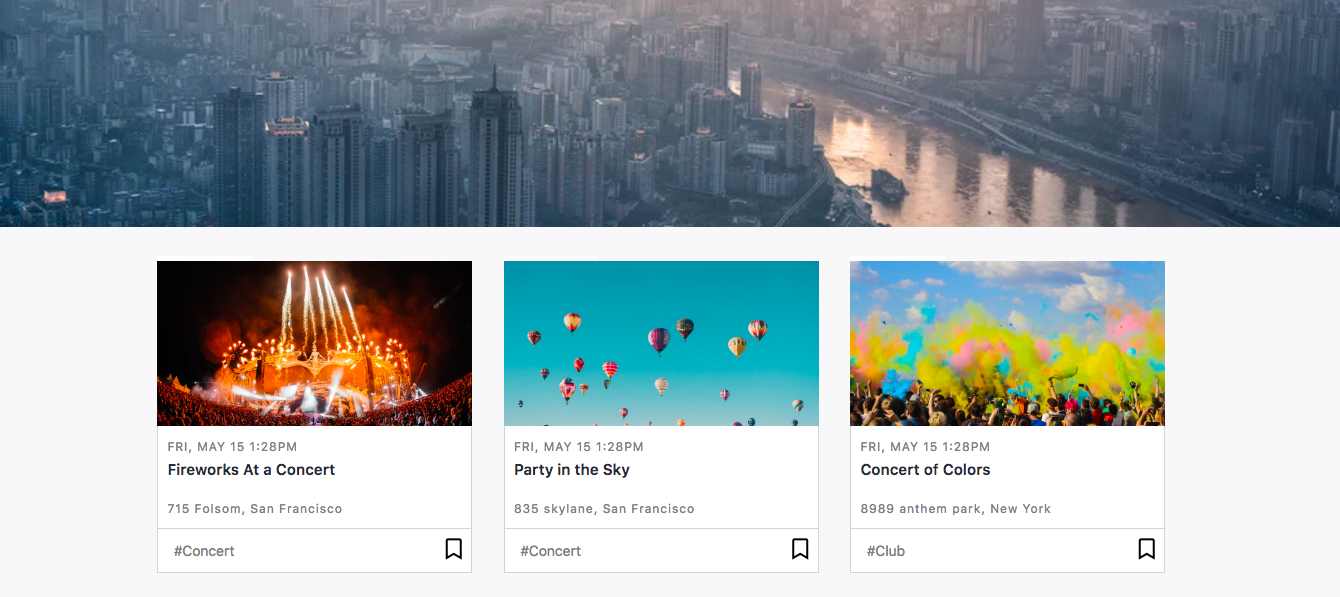 FRI, MAY 15 1:28PM
Fireworks At a Concert
715 Folsom, San Francisco
#Concert
FRI, MAY 15 1:28PM
Party in the Sky
835 skylane, San Francisco
#Concert
FRI, MAY 15 1:28PM
Concert of Colors
8989 anthem park, New York
#Club